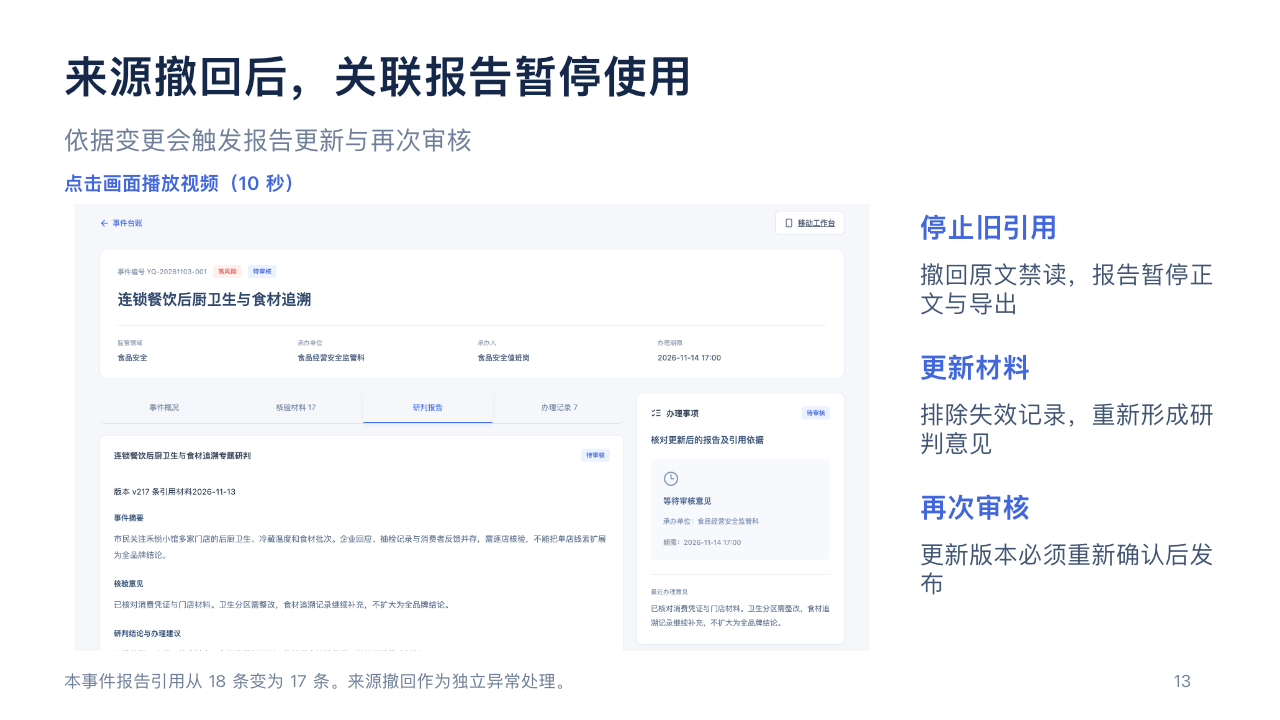 来源撤回后，关联报告暂停使用
依据变更会触发报告更新与再次审核
点击画面播放视频（10 秒）
← 事件台账
移动工作台
事件编号 YQ-20261103-001 高风险 待审核
连锁餐饮后厨卫生与食材追溯
监管领域 承办单位 承办人 办理期限
食品安全 食品经营安全监管科 食品安全值班岗 2026-11-14 17:00
事件概况 核验材料 17 研判报告 办理记录 7
连锁餐饮后厨卫生与食材追溯专题研判 待审核
版本 v217 条引用材料2026-11-13
事件摘要
市民关注禾悦小馆多家门店的后厨卫生、冷藏温度和食材批次。企业回应、抽检记录与消费者反馈并存，需逐店核验，不能把单店线索扩展
为全品牌结论。
核验意见
已核对消费凭证与门店材料。卫生分区需整改，食材追溯记录继续补充，不扩大为全品牌结论。
研判结论与办理建议
办理事项 待审核
核对更新后的报告及引用依据
等待审核意见
承办单位：食品经营安全监管科
期限：2026-11-14 17:00
最近办理意见
已核对消费凭证与门店材料。卫生分区需整改，食材追
溯记录继续补充，不扩大为全品牌结论。
停止旧引用
撤回原文禁读，报告暂停正
文与导出
更新材料
排除失效记录，重新形成研
判意见
再次审核
更新版本必须重新确认后发
布
本事件报告引用从 18 条变为 17 条。来源撤回作为独立异常处理。
13